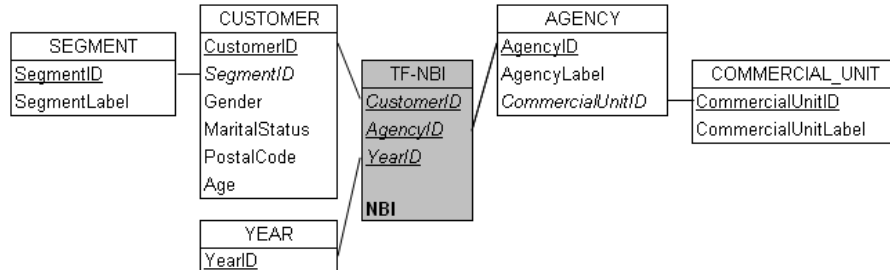 SEGMENT
SegmentID
SegmentLabel
CUSTOMER
CustomerID
SegmentID
Gender
MaritalStatus
PostalCode
Age
YEAR
YearID
TF-NBI
CustomerID
AgencyID
YearID
NBI
AGENCY
AgencyID
AgencyLabel
CommercialUnitID
COMMERCIAL_UNIT
CommercialUnitID
CommercialUnitLabel